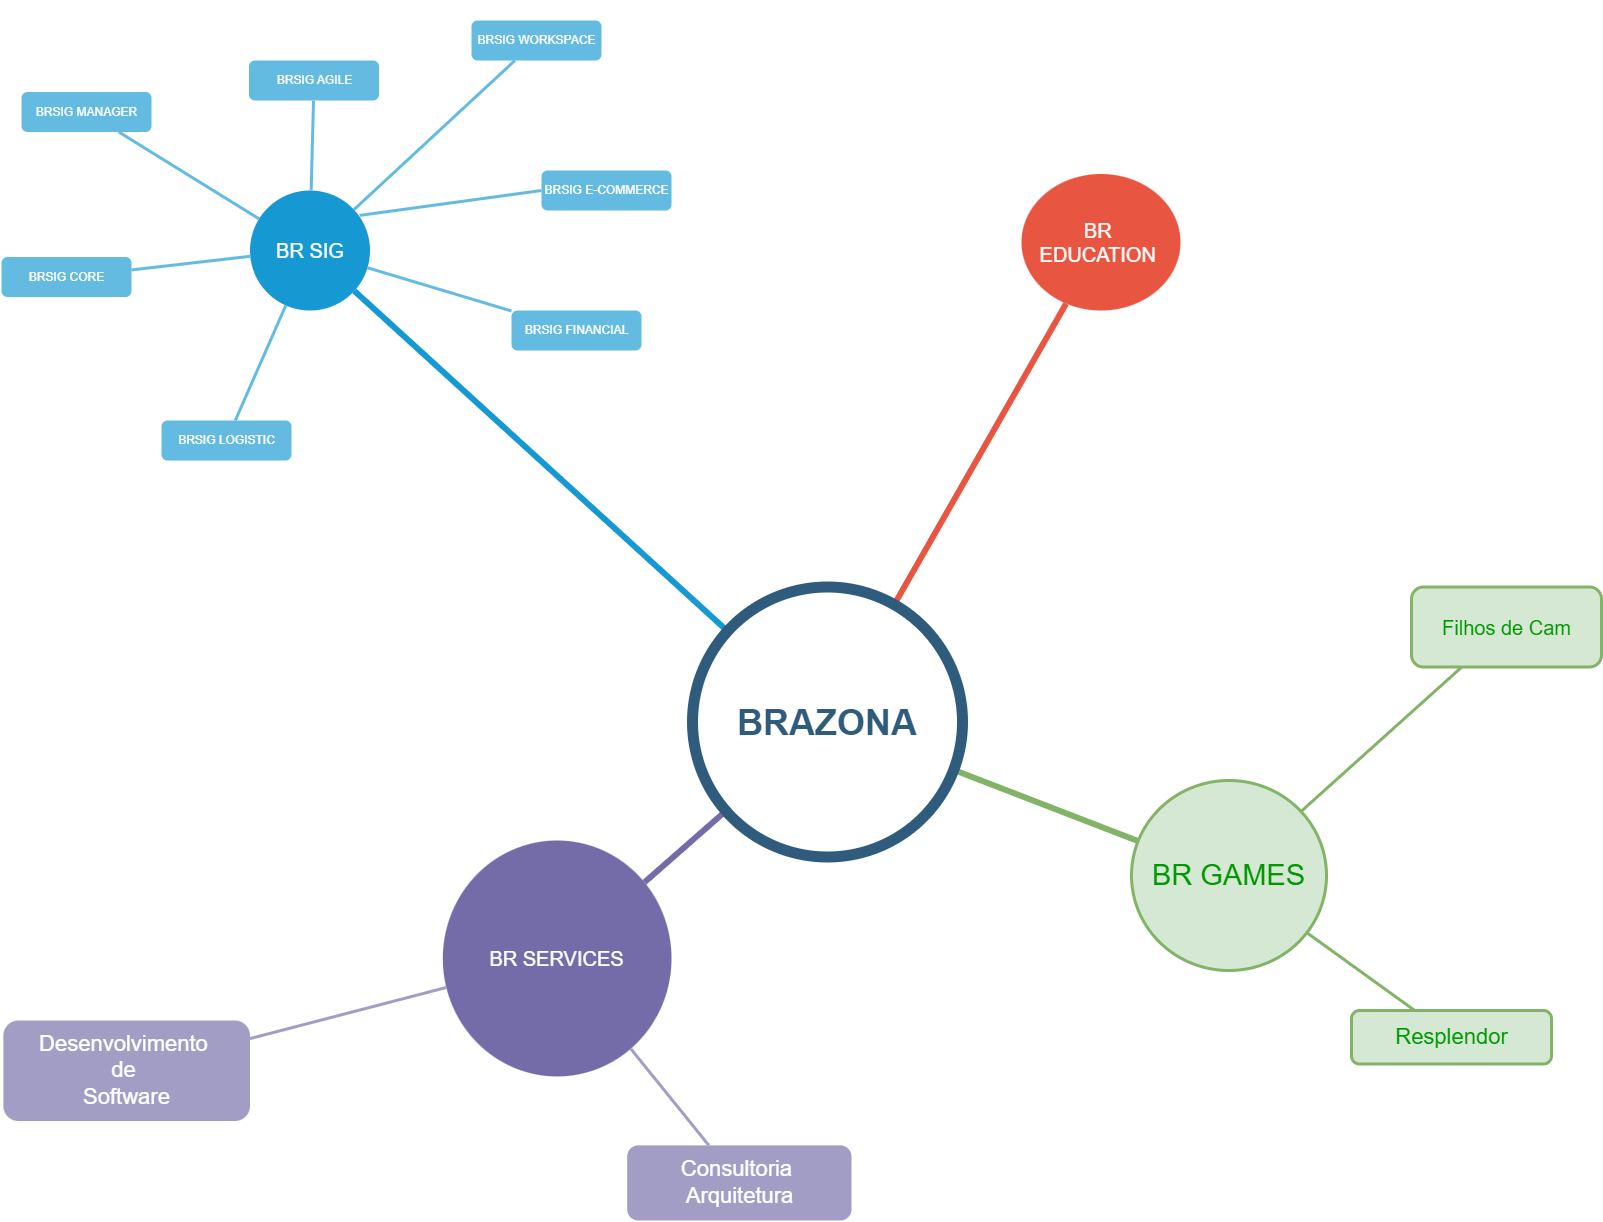 BRSIG WORKSPACE
BRSIG AGILE
BRSIG MANAGER
BRSIG E-COMMERCE
BR SIG
BRSIG CORE
BRSIG FINANCIAL
BRSIG LOGISTIC
BR
EDUCATION
BRAZONA
Filhos de Cam
BR GAMES
Resplendor
BR SERVICES
Desenvolvimento
de
Software
Consultoria
Arquitetura